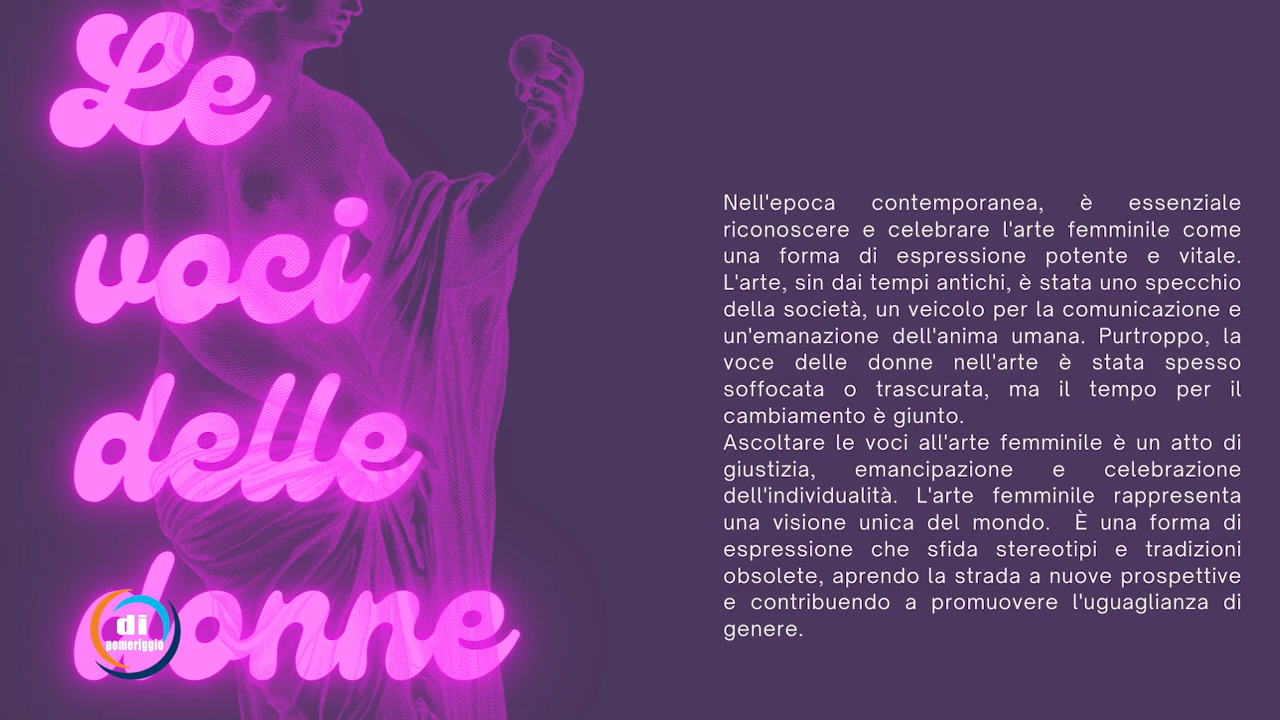 Le
voci
delle
donne
di
pomeriggio
Nell'epoca contemporanea, è essenziale
riconoscere e celebrare l'arte femminile come
una forma di espressione potente e vitale.
L'arte, sin dai tempi antichi, è stata uno specchio
della società, un veicolo per la comunicazione e
un'emanazione dell'anima umana. Purtroppo, la
voce delle donne nell'arte è stata spesso
soffocata o trascurata, ma il tempo per il
cambiamento è giunto.
Ascoltare le voci all'arte femminile è un atto di
giustizia, emancipazione e celebrazione
dell'individualità. L'arte femminile rappresenta
una visione unica del mondo.  È una forma di
espressione che sfida stereotipi e tradizioni
obsolete, aprendo la strada a nuove prospettive
e contribuendo a promuovere l'uguaglianza di
genere.